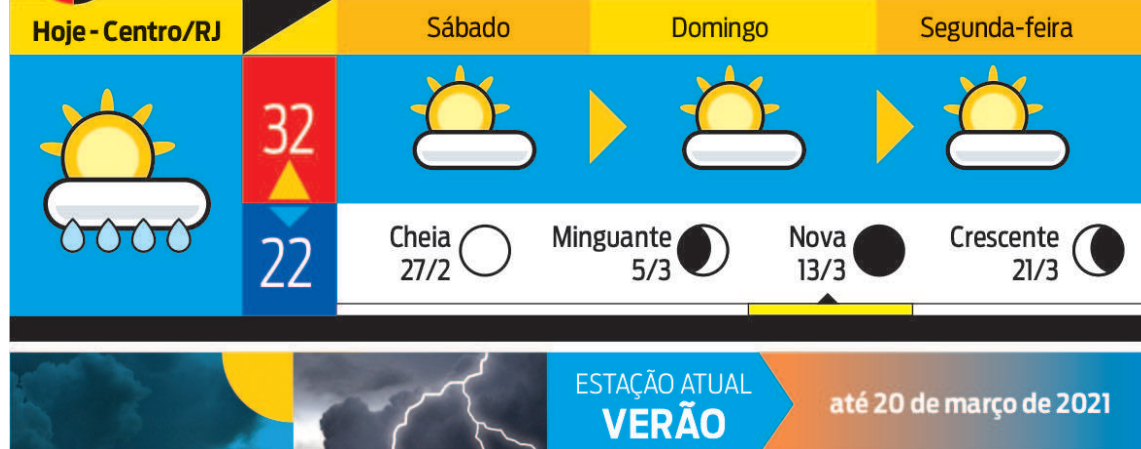 Hoje - Centro/RJ
Sábado
Domingo
Segunda-feira
32
22
Cheia
27/2
Minguante
5/3
Nova
13/3
Crescente
21/3
ESTAÇÃO ATUAL
VERÃO
até 20 de março de 2021